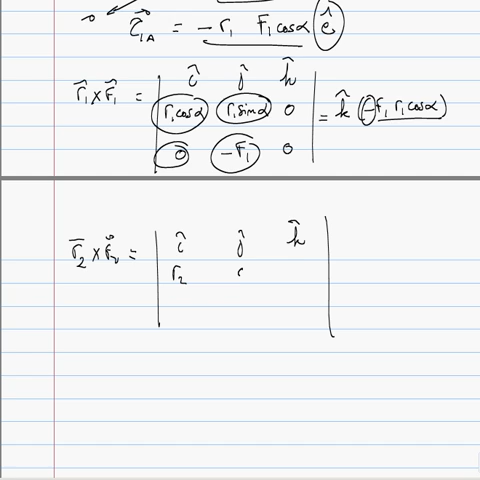 τ⃗₁A = - r₁ F₁ cosα ê
r⃗₁ × F⃗₁ = | î ĵ k̂ |
| r₁cosα r₁sinα 0 | = k̂ (-F₁ r₁ cosα)
| 0 -F₁ 0 |
r⃗₂ × F⃗₂ = | î ĵ k̂ |
| r₂